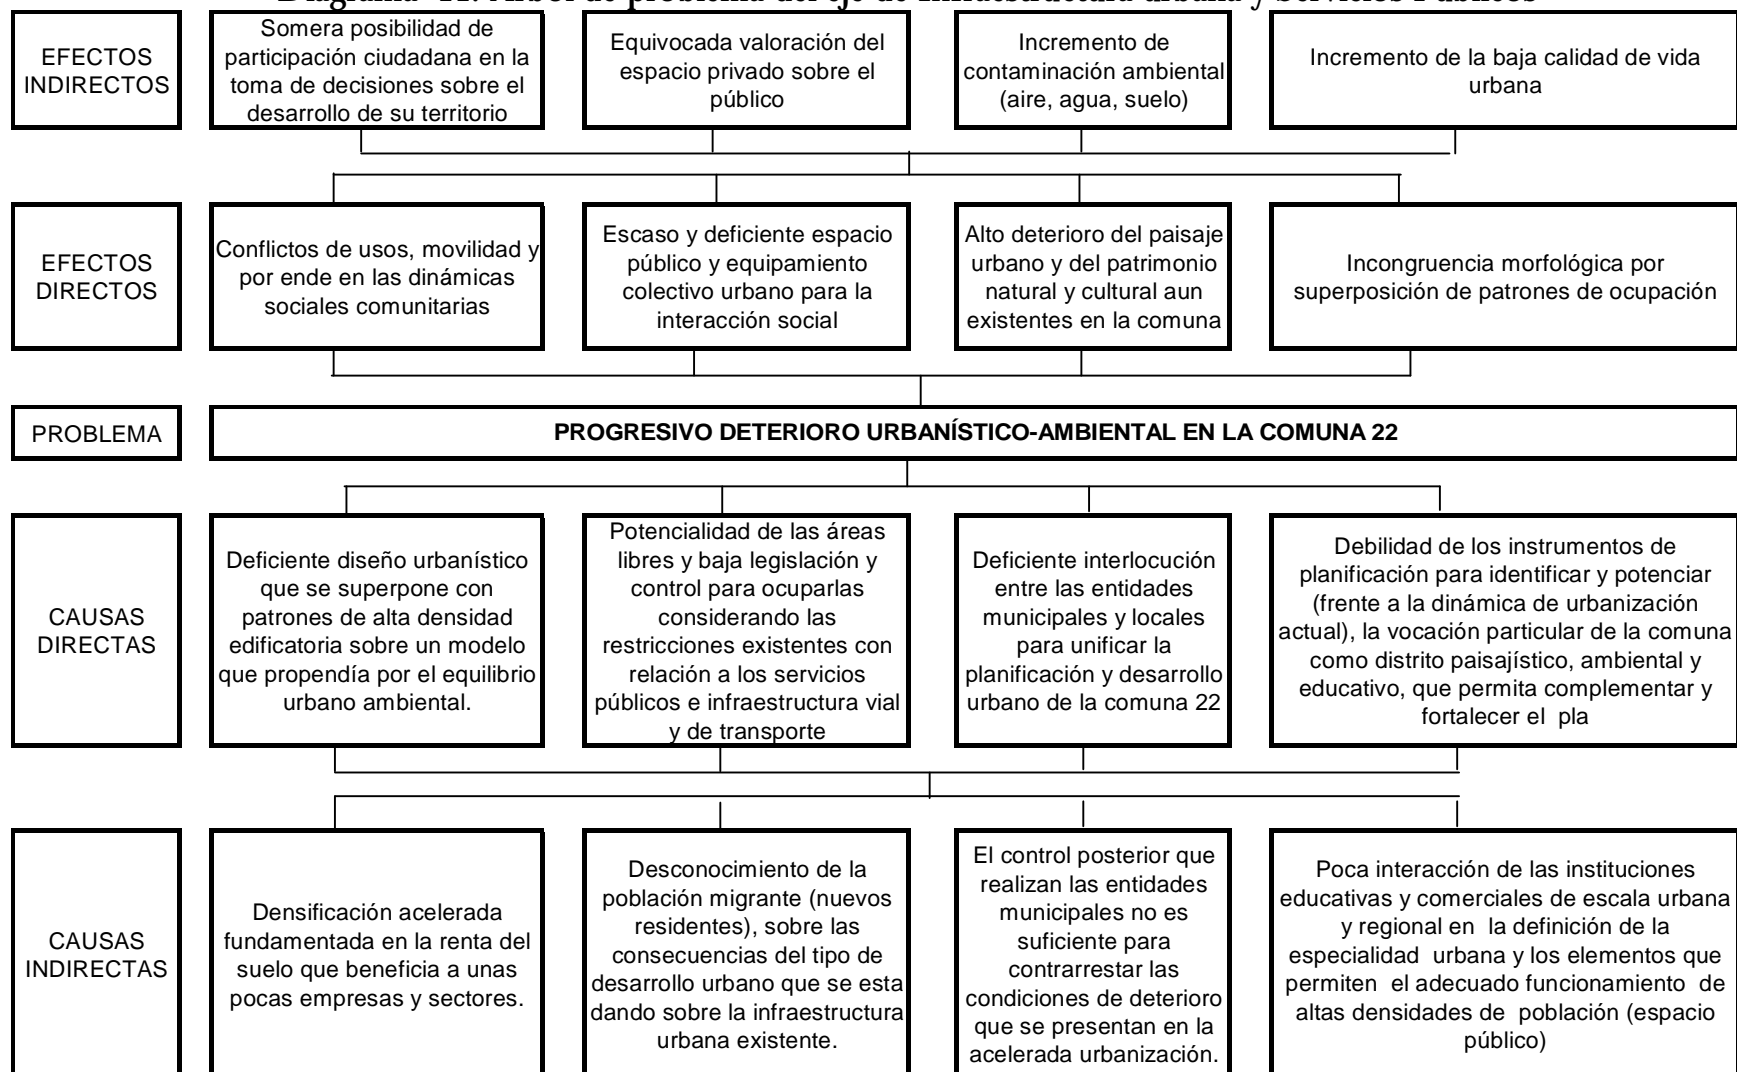 Diagrama 11. Árbol de problema del eje de Infraestructura urbana y Servicios Públicos
EFECTOS
INDIRECTOS
Somera posibilidad de
participación ciudadana en la
toma de decisiones sobre el
desarrollo de su territorio
Equivocada valoración del
espacio privado sobre el
público
Incremento de
contaminación ambiental
(aire, agua, suelo)
Incremento de la baja calidad de vida
urbana
EFECTOS
DIRECTOS
Conflictos de usos, movilidad y
por ende en las dinámicas
sociales comunitarias
Escaso y deficiente espacio
público y equipamiento
colectivo urbano para la
interacción social
Alto deterioro del paisaje
urbano y del patrimonio
natural y cultural aun
existentes en la comuna
Incongruencia morfológica por
superposición de patrones de ocupación
PROBLEMA
PROGRESIVO DETERIORO URBANÍSTICO-AMBIENTAL EN LA COMUNA 22
CAUSAS
DIRECTAS
Deficiente diseño urbanístico
que se superpone con
patrones de alta densidad
edificatoria sobre un modelo
que propendía por el equilibrio
urbano ambiental.
Potencialidad de las áreas
libres y baja legislación y
control para ocuparlas
considerando las
restricciones existentes con
relación a los servicios
públicos e infraestructura vial
y de transporte
Deficiente interlocución
entre las entidades
municipales y locales
para unificar la
planificación y desarrollo
urbano de la comuna 22
Debilidad de los instrumentos de
planificación para identificar y potenciar
(frente a la dinámica de urbanización
actual), la vocación particular de la comuna
como distrito paisajístico, ambiental y
educativo, que permita complementar y
fortalecer el pla
CAUSAS
INDIRECTAS
Densificación acelerada
fundamentada en la renta del
suelo que beneficia a unas
pocas empresas y sectores.
Desconocimiento de la
población migrante (nuevos
residentes), sobre las
consecuencias del tipo de
desarrollo urbano que se esta
dando sobre la infraestructura
urbana existente.
El control posterior que
realizan las entidades
municipales no es
suficiente para
contrarrestar las
condiciones de deterioro
que se presentan en la
acelerada urbanización.
Poca interacción de las instituciones
educativas y comerciales de escala urbana
y regional en la definición de la
especialidad urbana y los elementos que
permiten el adecuado funcionamiento de
altas densidades de población (espacio
público)